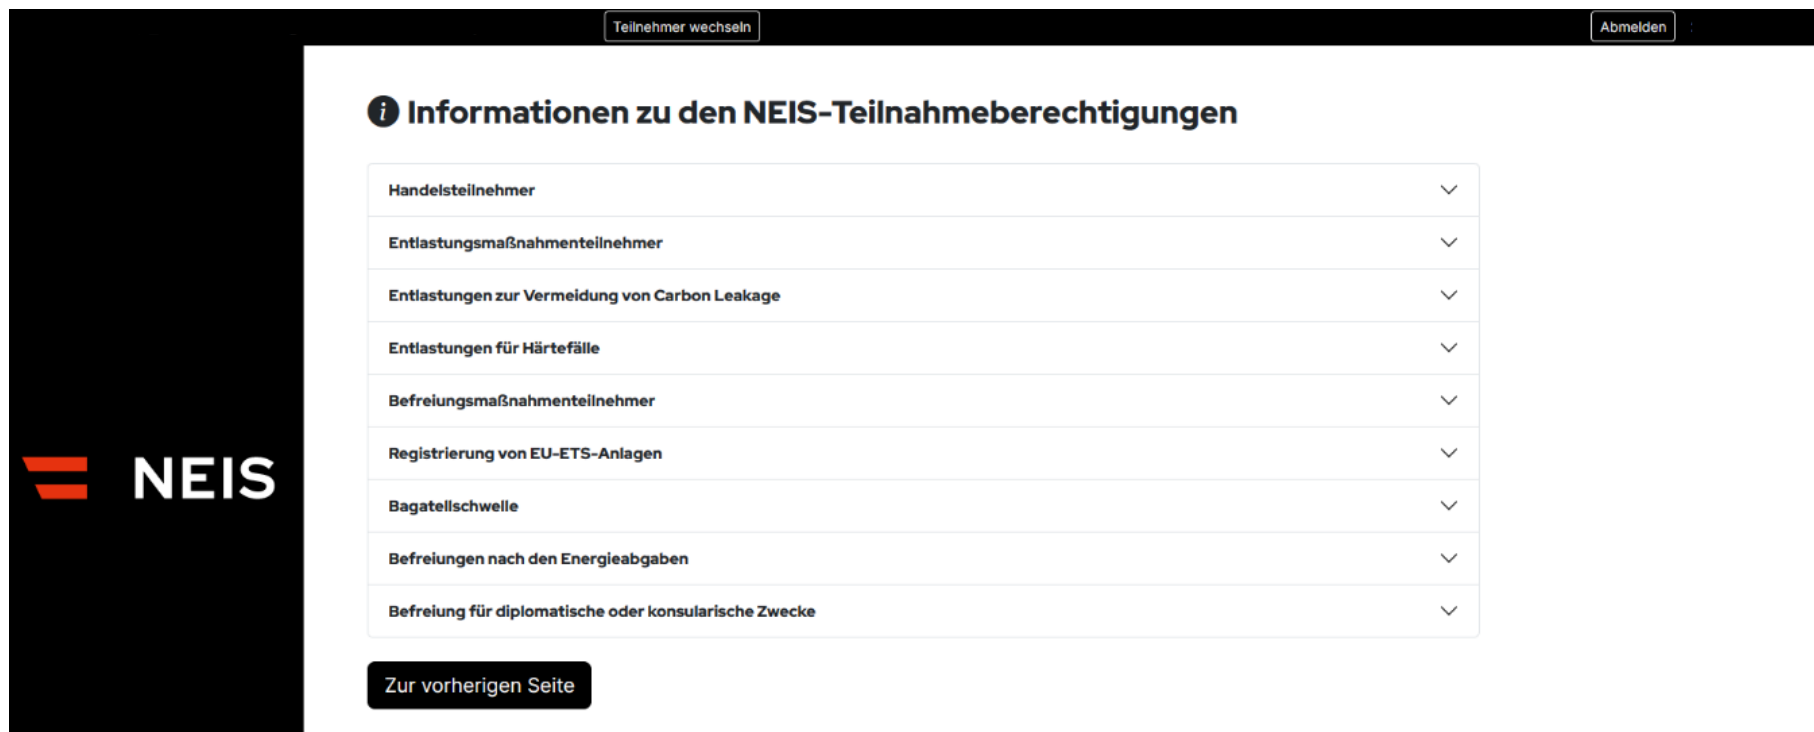 Teilnehmer wechseln
Abmelden
Informationen zu den NEIS-Teilnahmeberechtigungen
Handelsteilnehmer
Entlastungsmaßnahmenteilnehmer
Entlastungen zur Vermeidung von Carbon Leakage
Entlastungen für Härtefälle
Befreiungsmaßnahmenteilnehmer
Registrierung von EU-ETS-Anlagen
Bagatellschwelle
Befreiungen nach den Energieabgaben
Befreiung für diplomatische oder konsularische Zwecke
NEIS
Zur vorherigen Seite